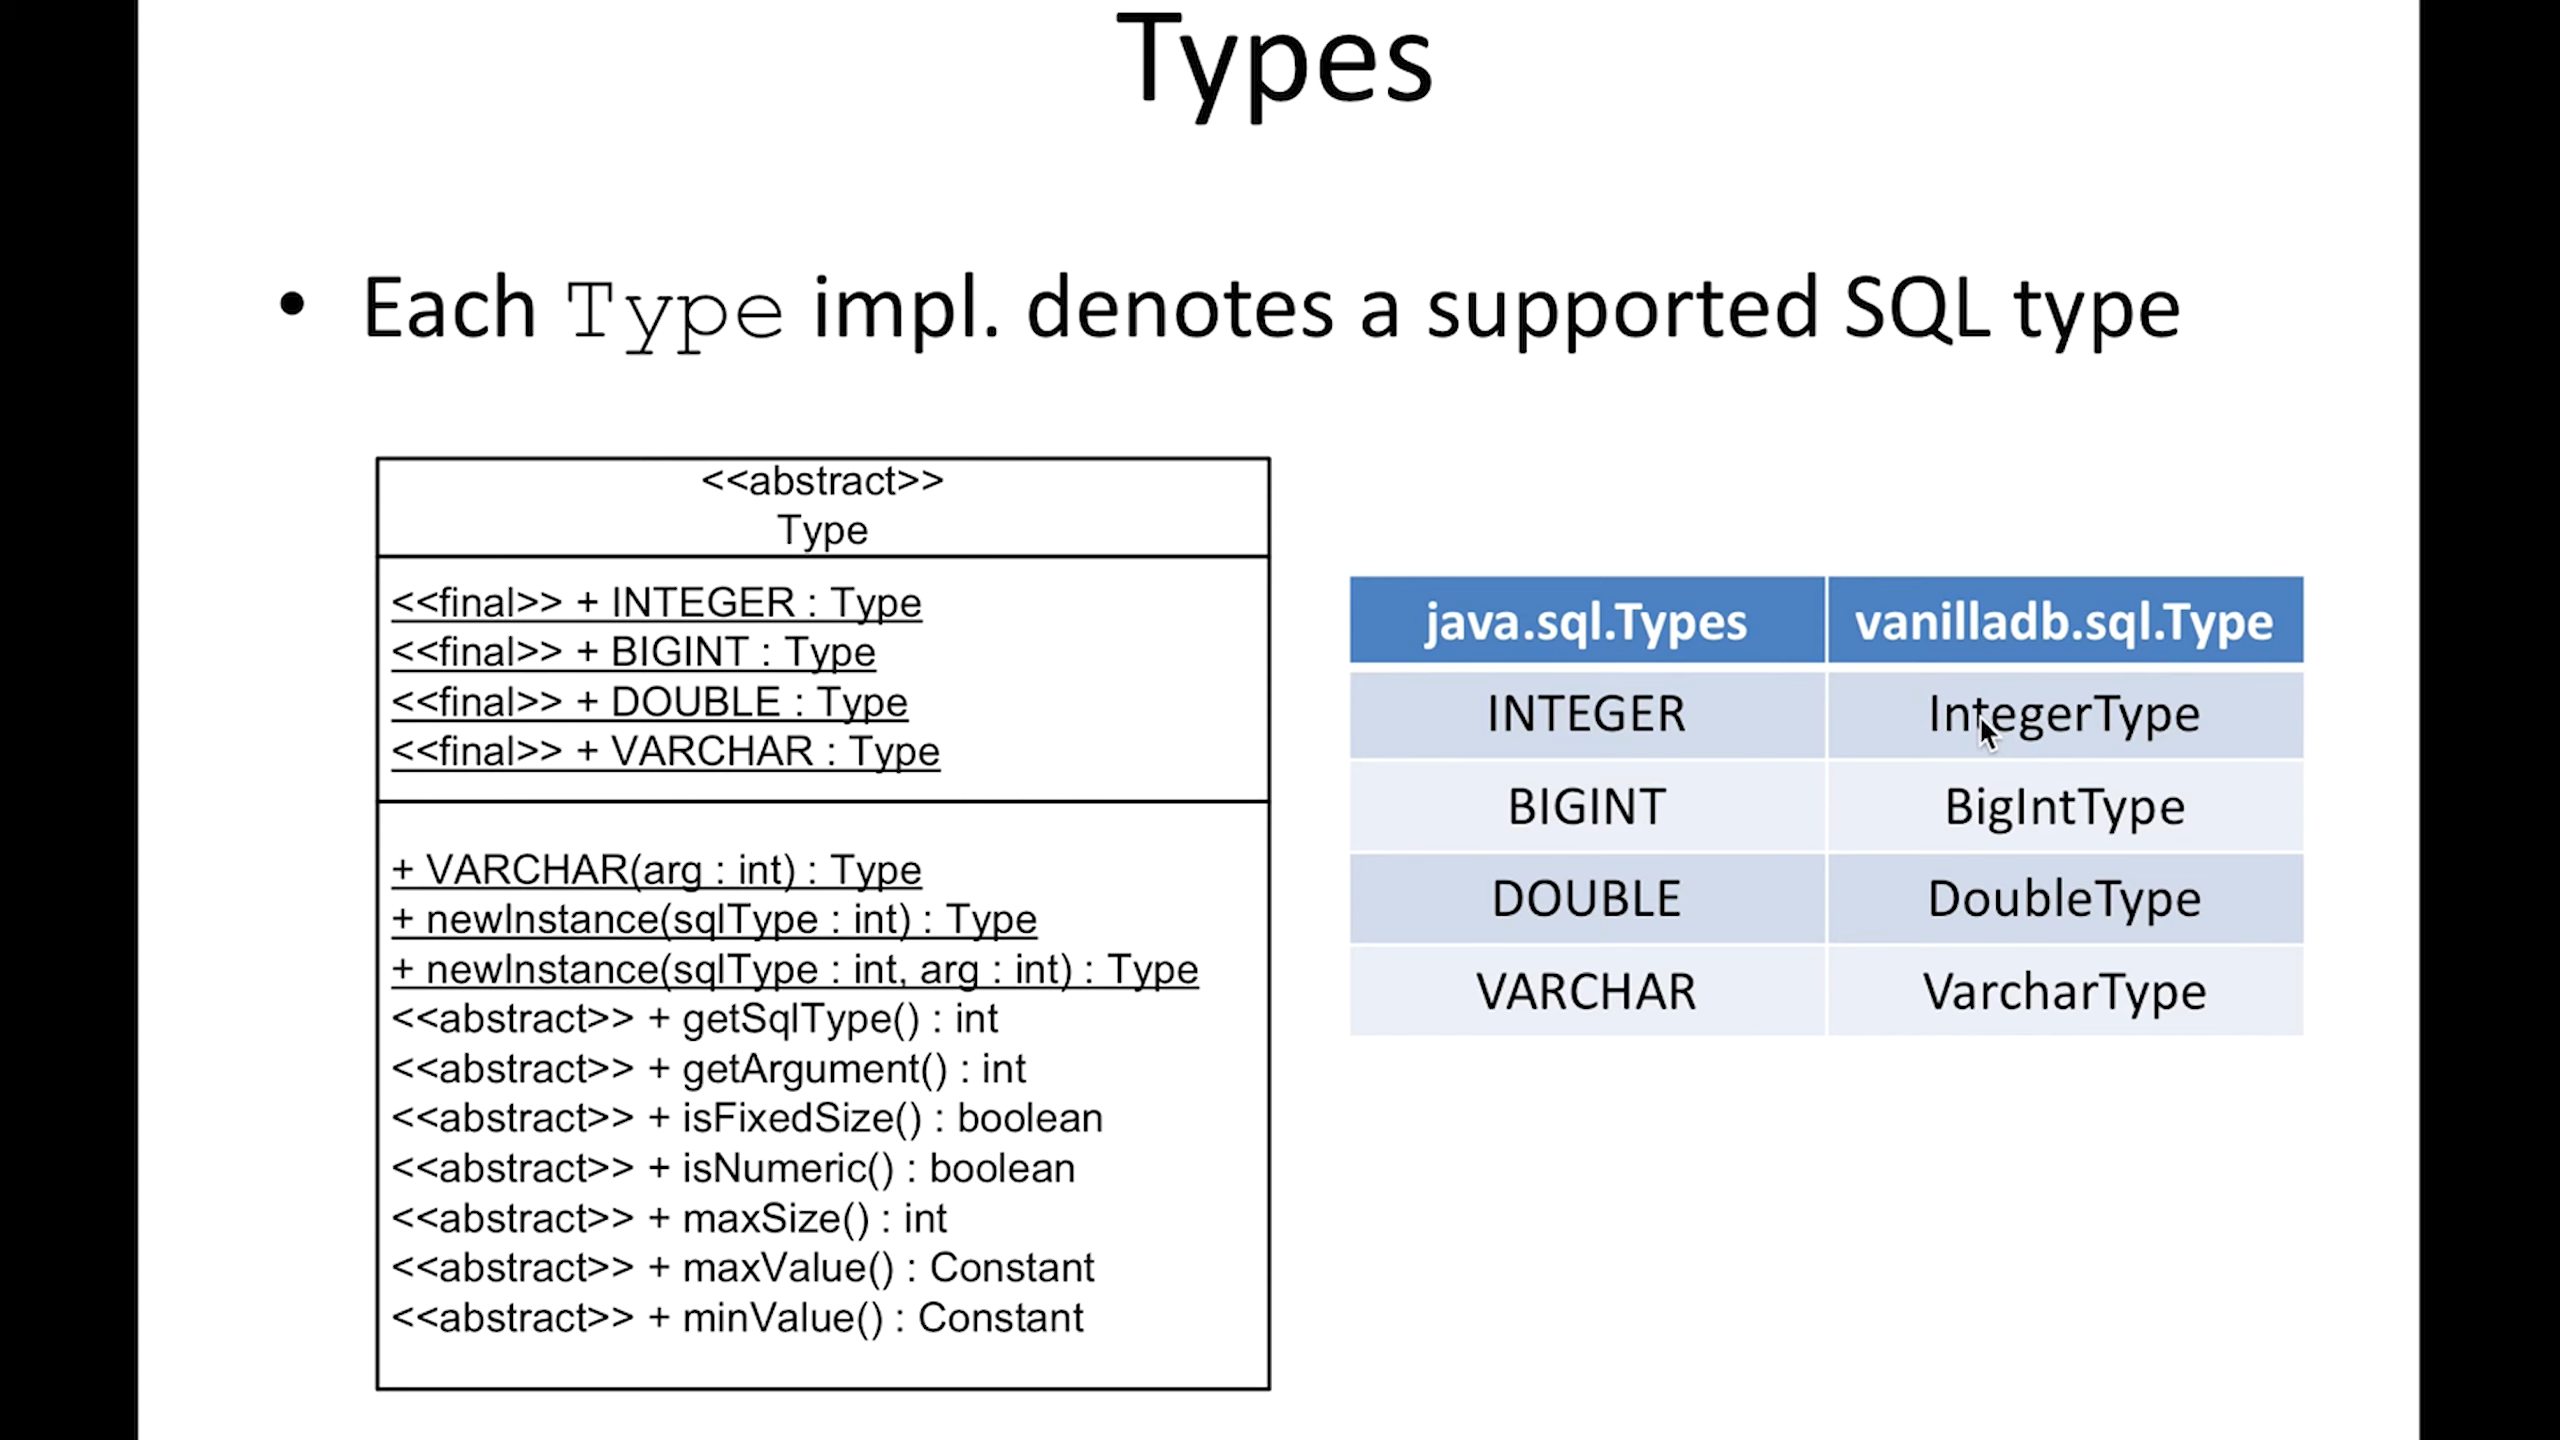 Types
• Each Type impl. denotes a supported SQL type
<<abstract>>
Type
<<final>> + INTEGER : Type
<<final>> + BIGINT : Type
<<final>> + DOUBLE : Type
<<final>> + VARCHAR : Type
+ VARCHAR(arg : int) : Type
+ newInstance(sqlType : int) : Type
+ newInstance(sqlType : int, arg : int) : Type
<<abstract>> + getSqlType() : int
<<abstract>> + getArgument() : int
<<abstract>> + isFixedSize() : boolean
<<abstract>> + isNumeric() : boolean
<<abstract>> + maxSize() : int
<<abstract>> + maxValue() : Constant
<<abstract>> + minValue() : Constant
java.sql.Types vanilladb.sql.Type
INTEGER IntegerType
BIGINT BigIntType
DOUBLE DoubleType
VARCHAR VarcharType